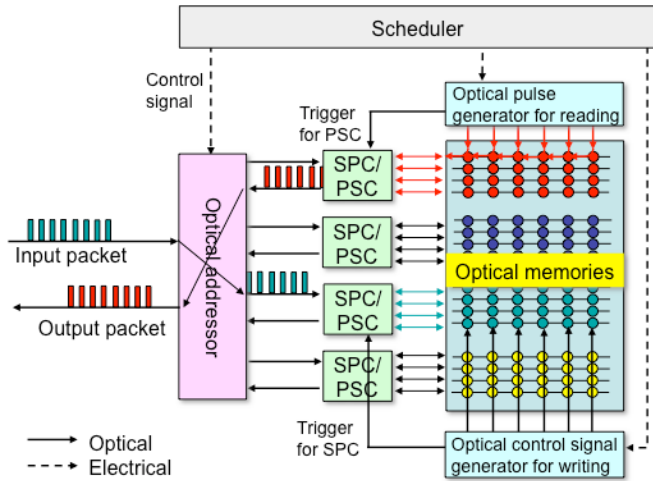 Scheduler
Control
signal
Optical pulse
generator for reading
Trigger
for PSC
SPC/
PSC
Optical addressor
SPC/
PSC
Input packet
Optical memories
SPC/
PSC
Output packet
SPC/
PSC
Trigger
for SPC
Optical control signal
generator for writing
Optical
Electrical